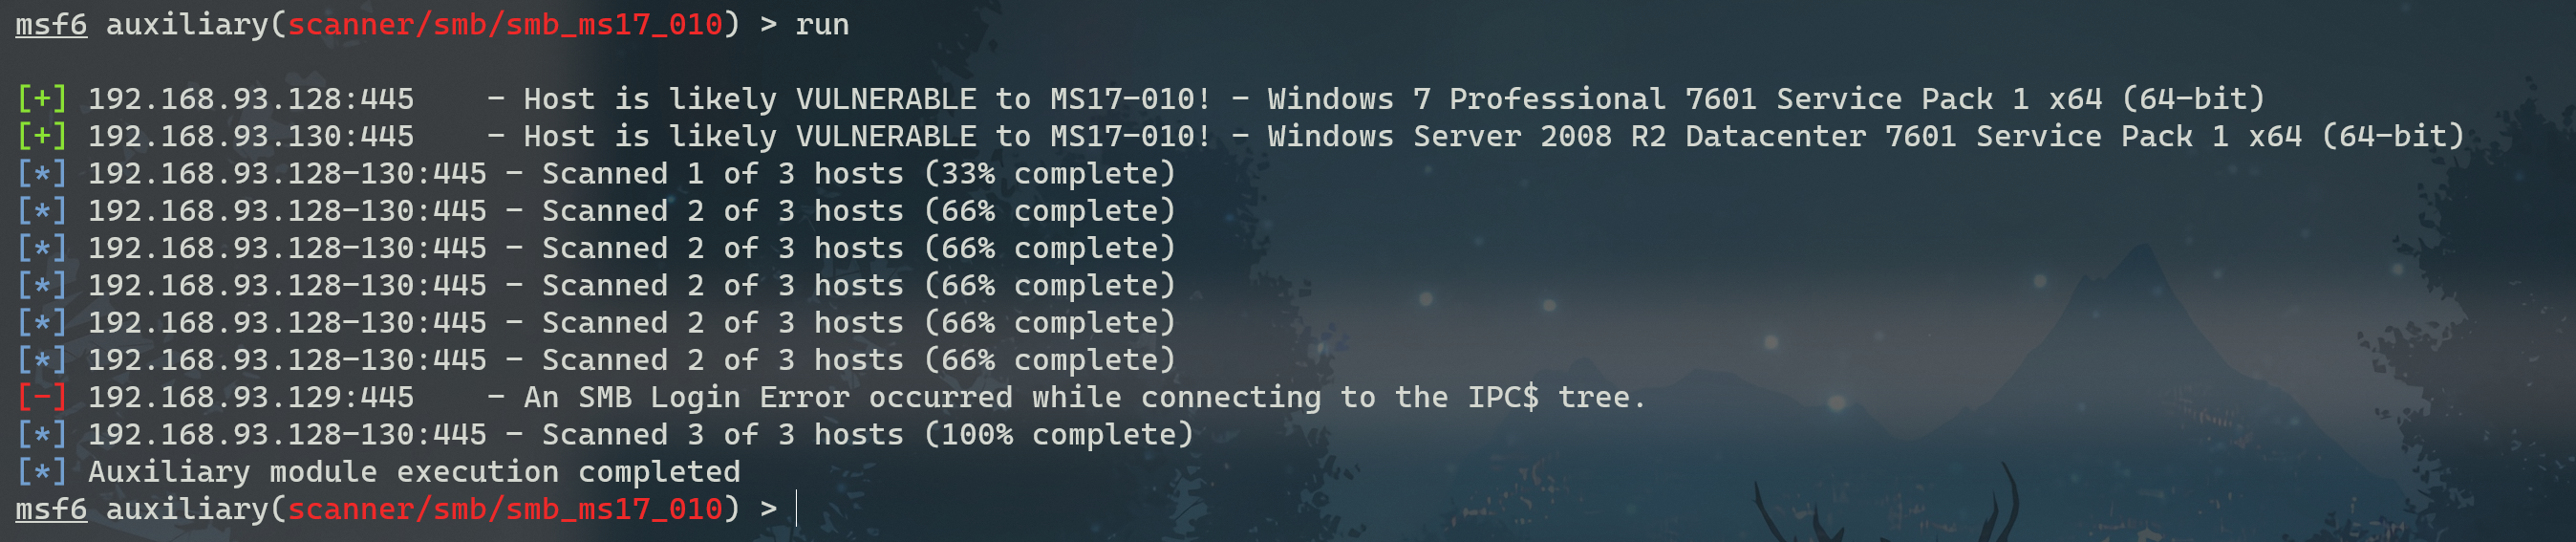 msf6 auxiliary(scanner/smb/smb_ms17_010) > run
[+] 192.168.93.128:445    - Host is likely VULNERABLE to MS17-010! - Windows 7 Professional 7601 Service Pack 1 x64 (64-bit)
[+] 192.168.93.130:445    - Host is likely VULNERABLE to MS17-010! - Windows Server 2008 R2 Datacenter 7601 Service Pack 1 x64 (64-bit)
[*] 192.168.93.128-130:445 - Scanned 1 of 3 hosts (33% complete)
[*] 192.168.93.128-130:445 - Scanned 2 of 3 hosts (66% complete)
[*] 192.168.93.128-130:445 - Scanned 2 of 3 hosts (66% complete)
[*] 192.168.93.128-130:445 - Scanned 2 of 3 hosts (66% complete)
[*] 192.168.93.128-130:445 - Scanned 2 of 3 hosts (66% complete)
[*] 192.168.93.128-130:445 - Scanned 2 of 3 hosts (66% complete)
[-] 192.168.93.129:445    - An SMB Login Error occurred while connecting to the IPC$ tree.
[*] 192.168.93.128-130:445 - Scanned 3 of 3 hosts (100% complete)
[*] Auxiliary module execution completed
msf6 auxiliary(scanner/smb/smb_ms17_010) >